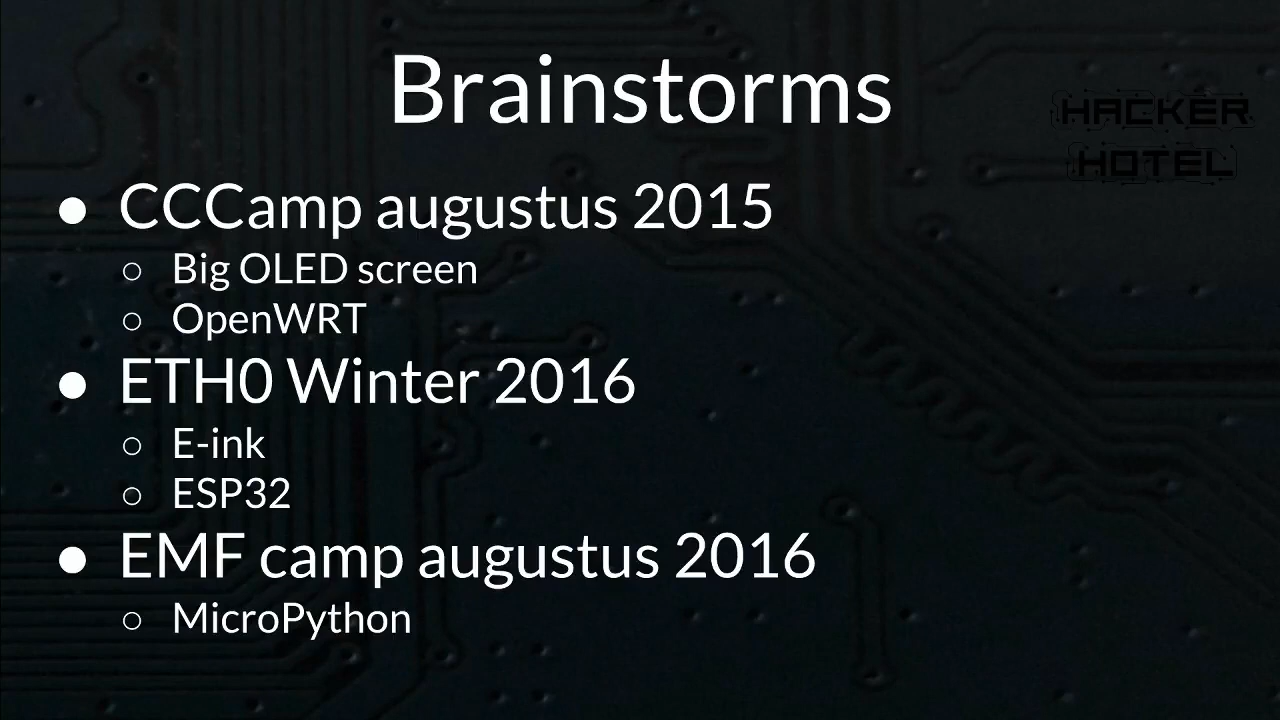 Brainstorms
HACKER
HOTEL
● CCCamp augustus 2015
○ Big OLED screen
○ OpenWRT
● ETH0 Winter 2016
○ E-ink
○ ESP32
● EMF camp augustus 2016
○ MicroPython